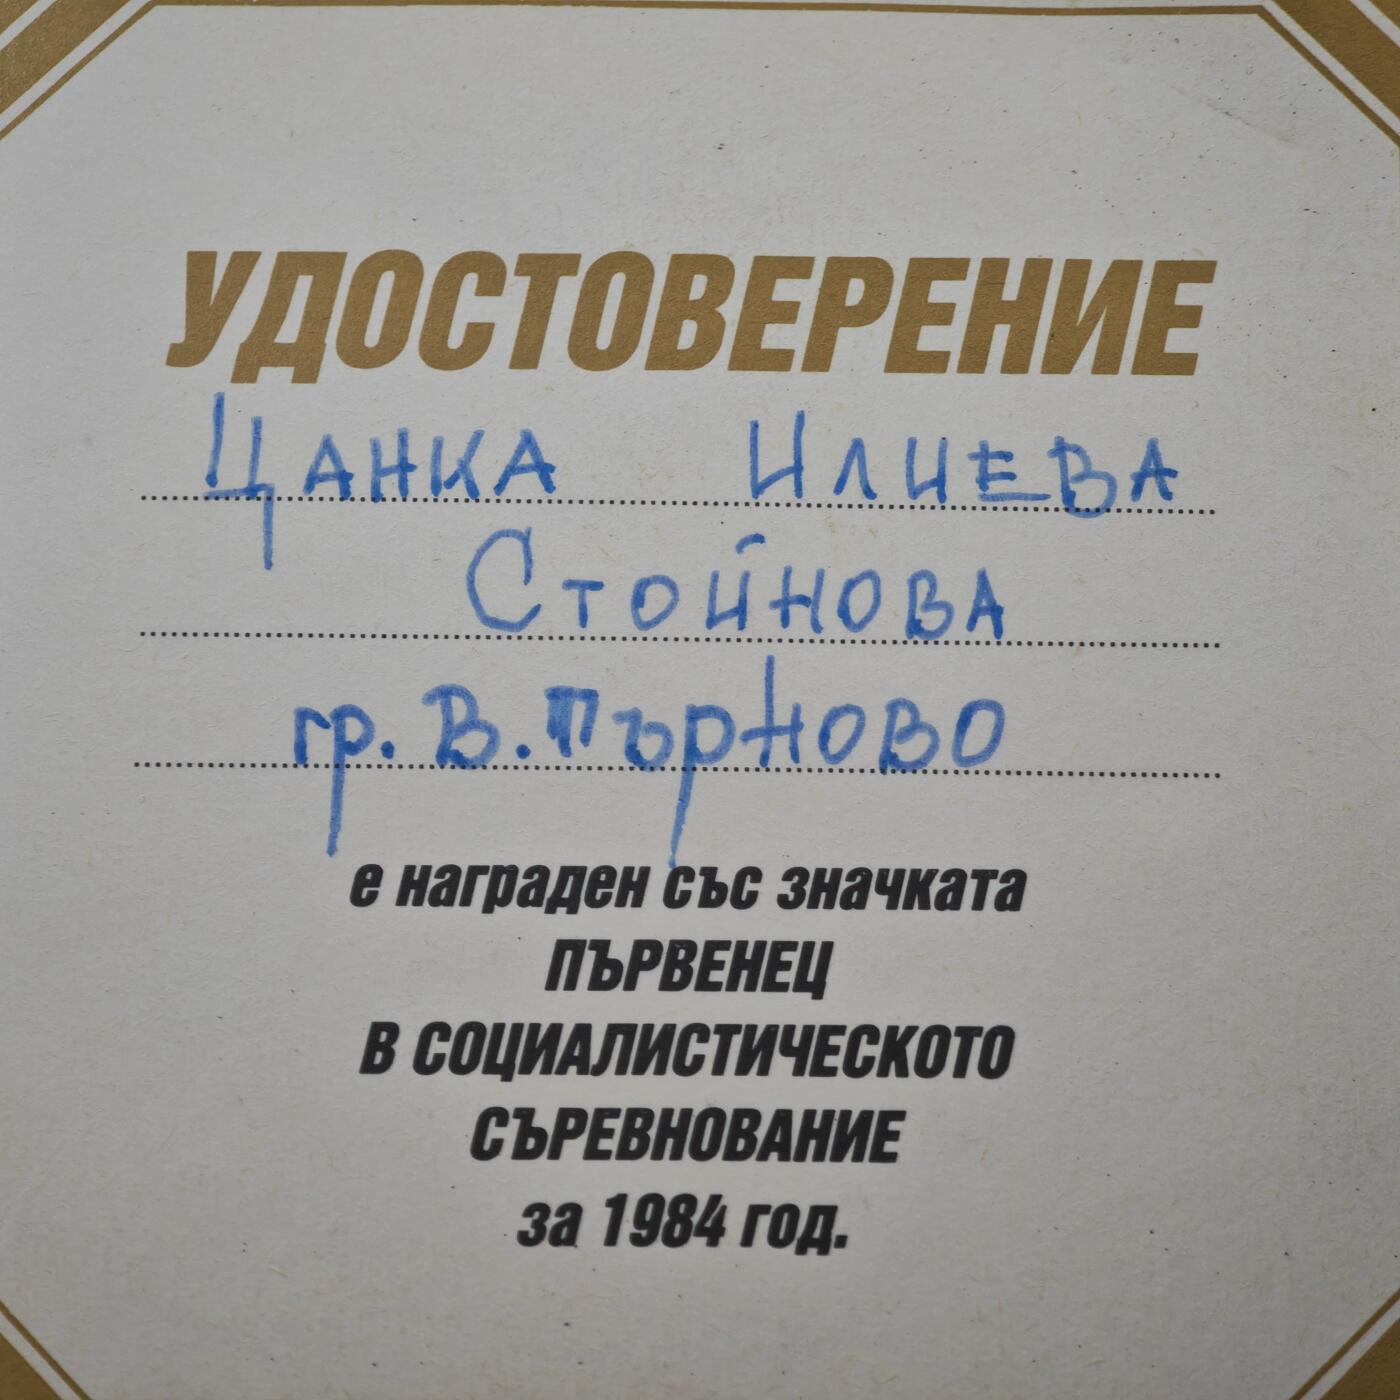 УДОСТОВЕРЕНИЕ
Цанка Илиева
Стойнова
гр. В. Търново
е награден със значката
ПЪРВЕНЕЦ
В СОЦИАЛИСТИЧЕСКОТО
СЪРЕВНОВАНИЕ
за 1984 год.